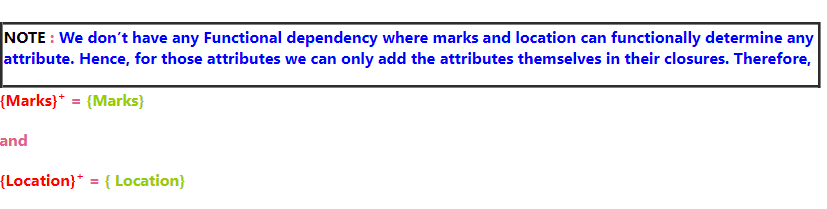 NOTE : We don't have any Functional dependency where marks and location can functionally determine any
attribute. Hence, for those attributes we can only add the attributes themselves in their closures. Therefore,
{Marks}⁺ = {Marks}
and
{Location}⁺ = { Location}